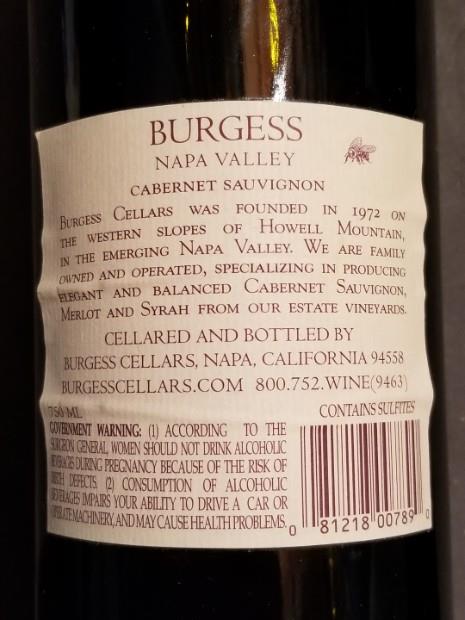 BURGESS
NAPA VALLEY
CABERNET SAUVIGNON
BURGESS CELLARS WAS FOUNDED IN 1972 ON
THE WESTERN SLOPES OF HOWELL MOUNTAIN,
IN THE EMERGING NAPA VALLEY. WE ARE FAMILY
OWNED AND OPERATED, SPECIALIZING IN PRODUCING
ELEGANT AND BALANCED CABERNET SAUVIGNON,
MERLOT AND SYRAH FROM OUR ESTATE VINEYARDS.
CELLARED AND BOTTLED BY
BURGESS CELLARS, NAPA, CALIFORNIA 94558
BURGESSCELLARS.COM 800.752.WINE(9463)
750 ML
CONTAINS SULFITES
GOVERNMENT WARNING: (1) ACCORDING TO THE
SURGEON GENERAL, WOMEN SHOULD NOT DRINK ALCOHOLIC
BEVERAGES DURING PREGNANCY BECAUSE OF THE RISK OF
BIRTH DEFECTS. (2) CONSUMPTION OF ALCOHOLIC
BEVERAGES IMPAIRS YOUR ABILITY TO DRIVE A CAR OR
OPERATE MACHINERY, AND MAY CAUSE HEALTH PROBLEMS.
0 81218 00789 0